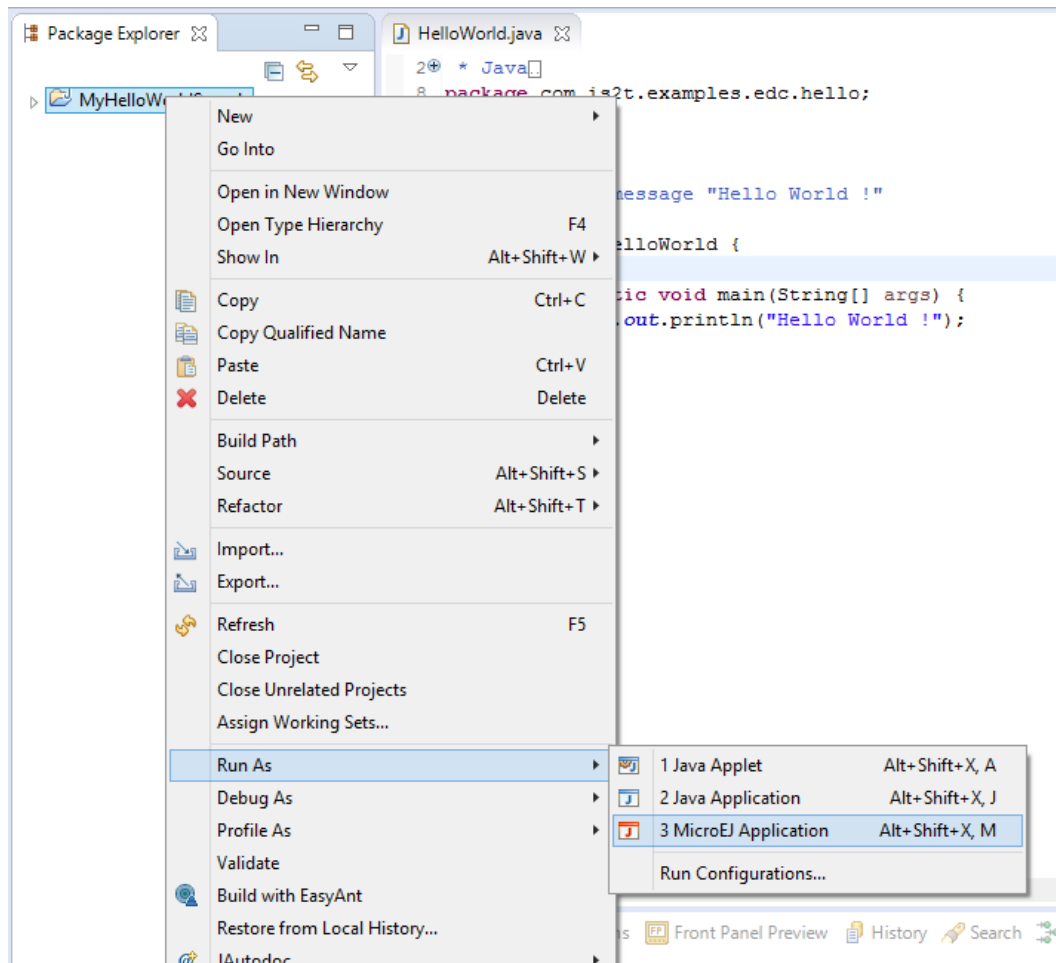 Package Explorer
HelloWorld.java
2 * Java
MyHelloWo
8 package com.is2t.examples.edc.hello;
message "Hello World !"
elloWorld {
tic void main(String[] args) {
.out.println("Hello World !");
New
Go Into
Open in New Window
Open Type Hierarchy F4
Show In Alt+Shift+W
Copy Ctrl+C
Copy Qualified Name
Paste Ctrl+V
Delete Delete
Build Path
Source Alt+Shift+S
Refactor Alt+Shift+T
Import...
Export...
Refresh F5
Close Project
Close Unrelated Projects
Assign Working Sets...
Run As
Debug As
Profile As
Validate
Build with EasyAnt
Restore from Local History...
JAutodoc
1 Java Applet Alt+Shift+X, A
2 Java Application Alt+Shift+X, J
3 MicroEJ Application Alt+Shift+X, M
Run Configurations...
ns FP Front Panel Preview History Search